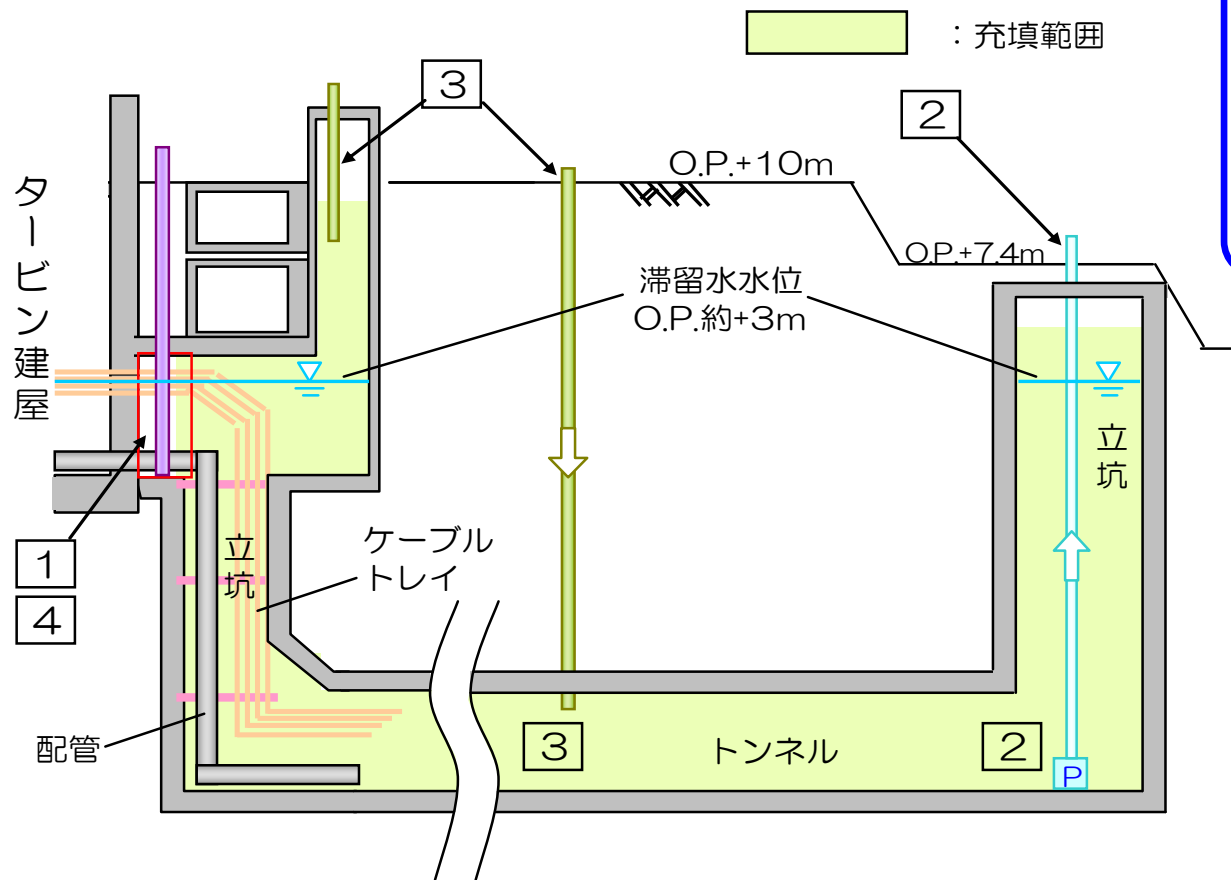 ：充填範囲
3
2
O.P.+10m
O.P.+7.4m
タービン建屋
滞留水水位
O.P.約+3m
立坑
1
4
立坑
ケーブル
トレイ
配管
3
トンネル
2
P